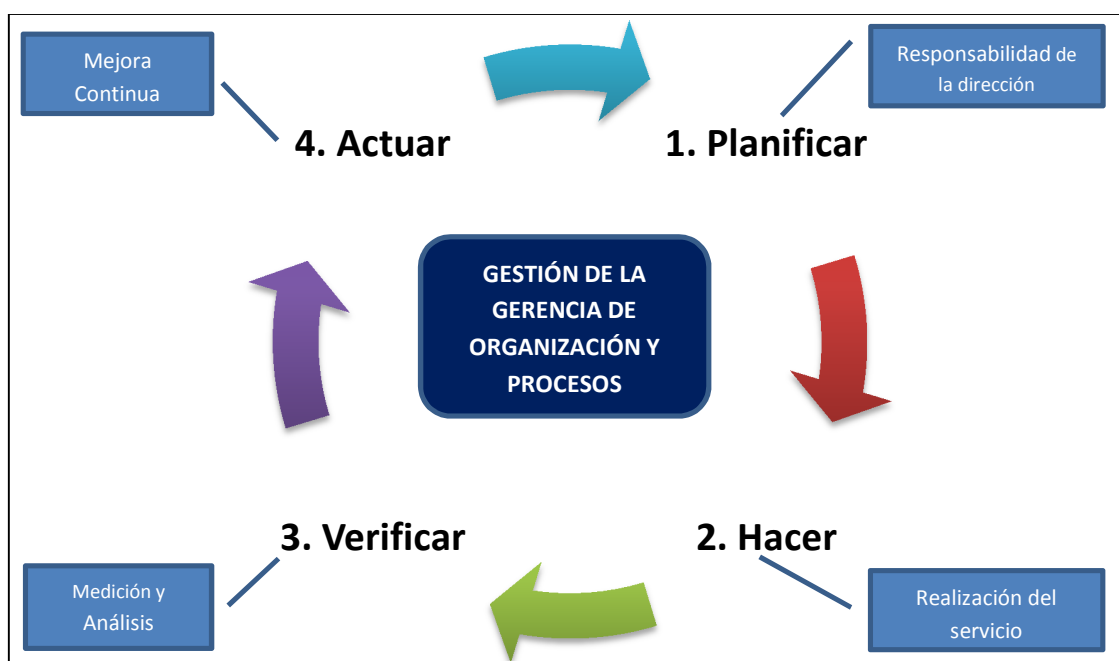 Mejora
Continua
Responsabilidad de
la dirección
4. Actuar
1. Planificar
GESTIÓN DE LA
GERENCIA DE
ORGANIZACIÓN Y
PROCESOS
3. Verificar
2. Hacer
Medición y
Análisis
Realización del
servicio